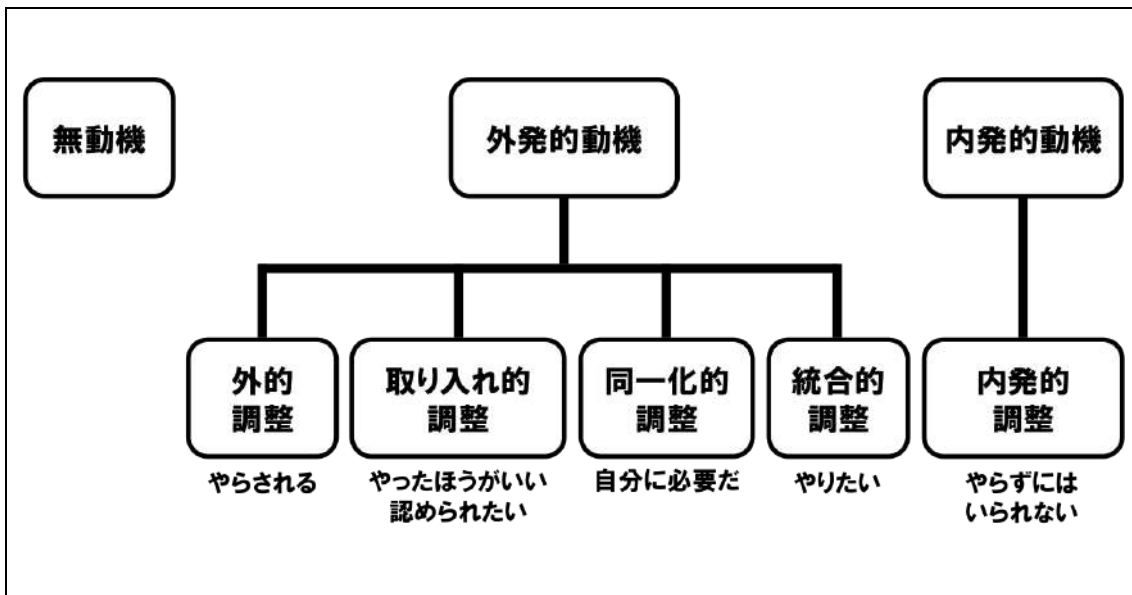 無動機
外発的動機
内発的動機
外的
調整
取り入れ的
調整
同一化的
調整
統合的
調整
内発的
調整
やらされる
やったほうがいい
認められたい
自分に必要だ
やりたい
やらずには
いられない